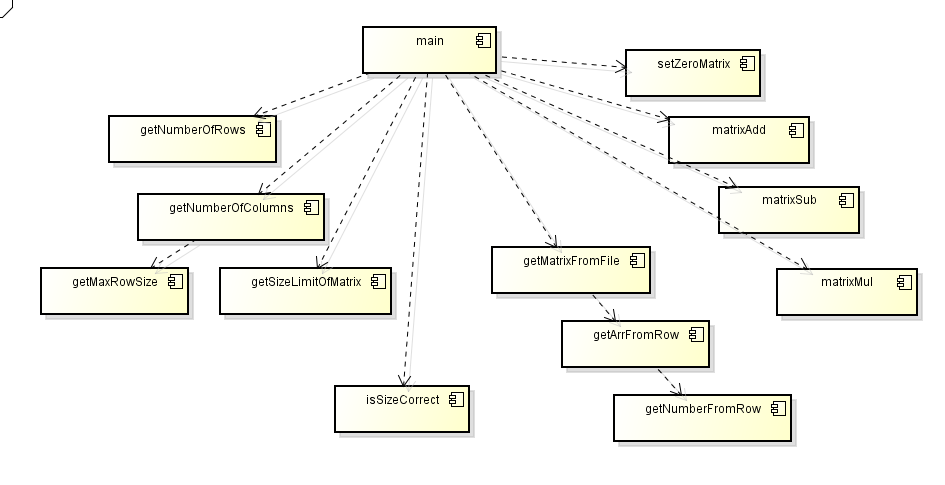 main
setZeroMatrix
getNumberOfRows
matrixAdd
getNumberOfColumns
matrixSub
getMatrixFromFile
getMaxRowSize
getSizeLimitOfMatrix
matrixMul
getArrFromRow
isSizeCorrect
getNumberFromRow